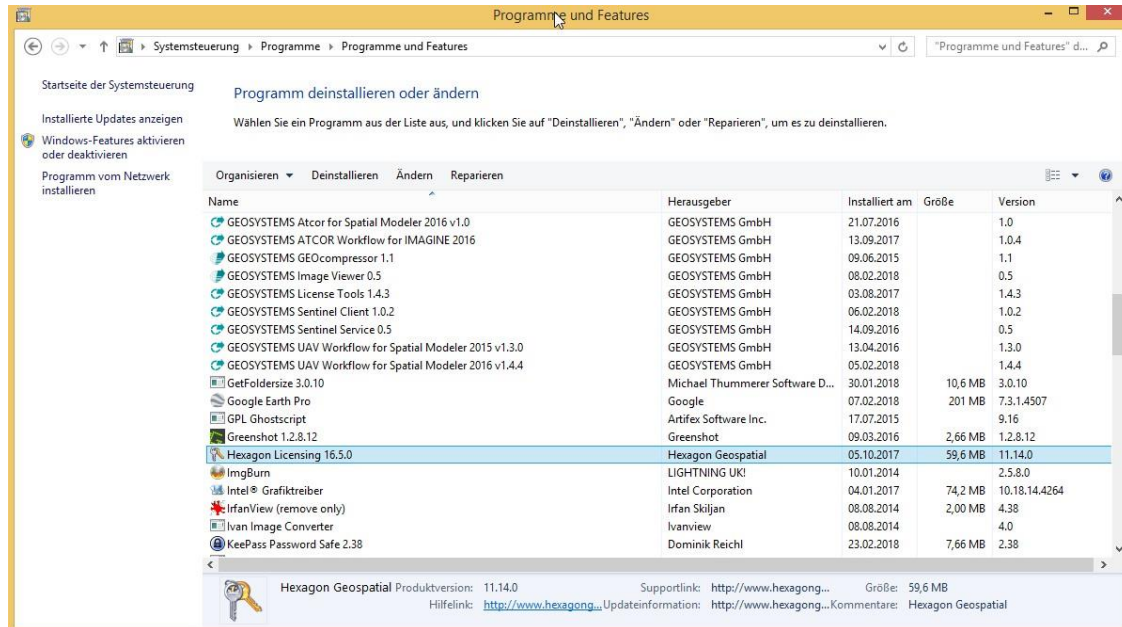 Programme und Features
Systemsteuerung Programme Programme und Features
"Programme und Features" d...
Startseite der Systemsteuerung
Installierte Updates anzeigen
Windows-Features aktivieren
oder deaktivieren
Programm vom Netzwerk
installieren
Programm deinstallieren oder ändern
Wählen Sie ein Programm aus der Liste aus, und klicken Sie auf "Deinstallieren", "Ändern" oder "Reparieren", um es zu deinstallieren.
Organisieren Deinstallieren Ändern Reparieren
Name Herausgeber Installiert am Größe Version
GEOSYSTEMS Atcor for Spatial Modeler 2016 v1.0 GEOSYSTEMS GmbH 21.07.2016 1.0
GEOSYSTEMS ATCOR Workflow for IMAGINE 2016 GEOSYSTEMS GmbH 13.09.2017 1.0.4
GEOSYSTEMS GEOcompressor 1.1 GEOSYSTEMS GmbH 09.06.2015 1.1
GEOSYSTEMS Image Viewer 0.5 GEOSYSTEMS GmbH 08.02.2018 0.5
GEOSYSTEMS License Tools 1.4.3 GEOSYSTEMS GmbH 03.08.2017 1.4.3
GEOSYSTEMS Sentinel Client 1.0.2 GEOSYSTEMS GmbH 06.02.2018 1.0.2
GEOSYSTEMS Sentinel Service 0.5 GEOSYSTEMS GmbH 14.09.2016 0.5
GEOSYSTEMS UAV Workflow for Spatial Modeler 2015 v1.3.0 GEOSYSTEMS GmbH 13.04.2016 1.3.0
GEOSYSTEMS UAV Workflow for Spatial Modeler 2016 v1.4.4 GEOSYSTEMS GmbH 05.02.2018 1.4.4
GetFoldersize 3.0.10 Michael Thummerer Software D... 30.01.2018 10,6 MB 3.0.10
Google Earth Pro Google 07.02.2018 201 MB 7.3.1.4507
GPL Ghostscript Artifex Software Inc. 17.07.2015 9.16
Greenshot 1.2.8.12 Greenshot 09.03.2016 2,66 MB 1.2.8.12
Hexagon Licensing 16.5.0 Hexagon Geospatial 05.10.2017 59,6 MB 11.14.0
ImgBurn LIGHTNING UK! 10.01.2014 2.5.8.0
Intel® Grafiktreiber Intel Corporation 04.01.2017 74,2 MB 10.18.14.4264
IrfanView (remove only) Irfan Skiljan 08.08.2014 2,00 MB 4.38
Ivan Image Converter Ivanview 08.08.2014 4.0
KeePass Password Safe 2.38 Dominik Reichl 23.02.2018 7,66 MB 2.38
Hexagon Geospatial Produktversion: 11.14.0 Supportlink: http://www.hexagong... Größe: 59,6 MB
Hilfelink: http://www.hexagong... Updateinformation: http://www.hexagong... Kommentare: Hexagon Geospatial